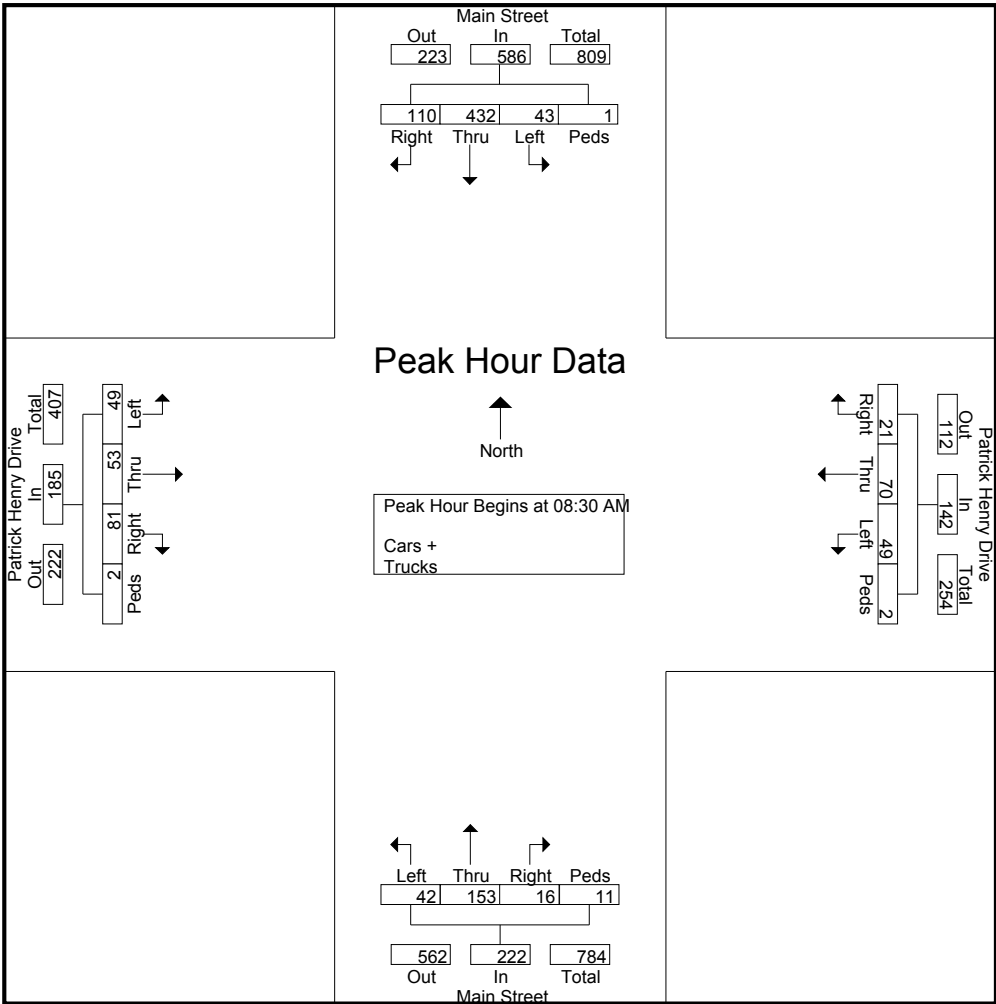 Main Street
Out In Total
223 586 809
110 432 43 1
Right Thru Left Peds
Peak Hour Data
North
Peak Hour Begins at 08:30 AM
Cars +
Trucks
Patrick Henry Drive
Out In Total
222 185 407
Left Thru Right Peds
49 53 81 2
Patrick Henry Drive
Out In Total
112 142 254
21 70 49 2
Right Thru Left Peds
Left Thru Right Peds
42 153 16 11
562 222 784
Out In Total
Main Street